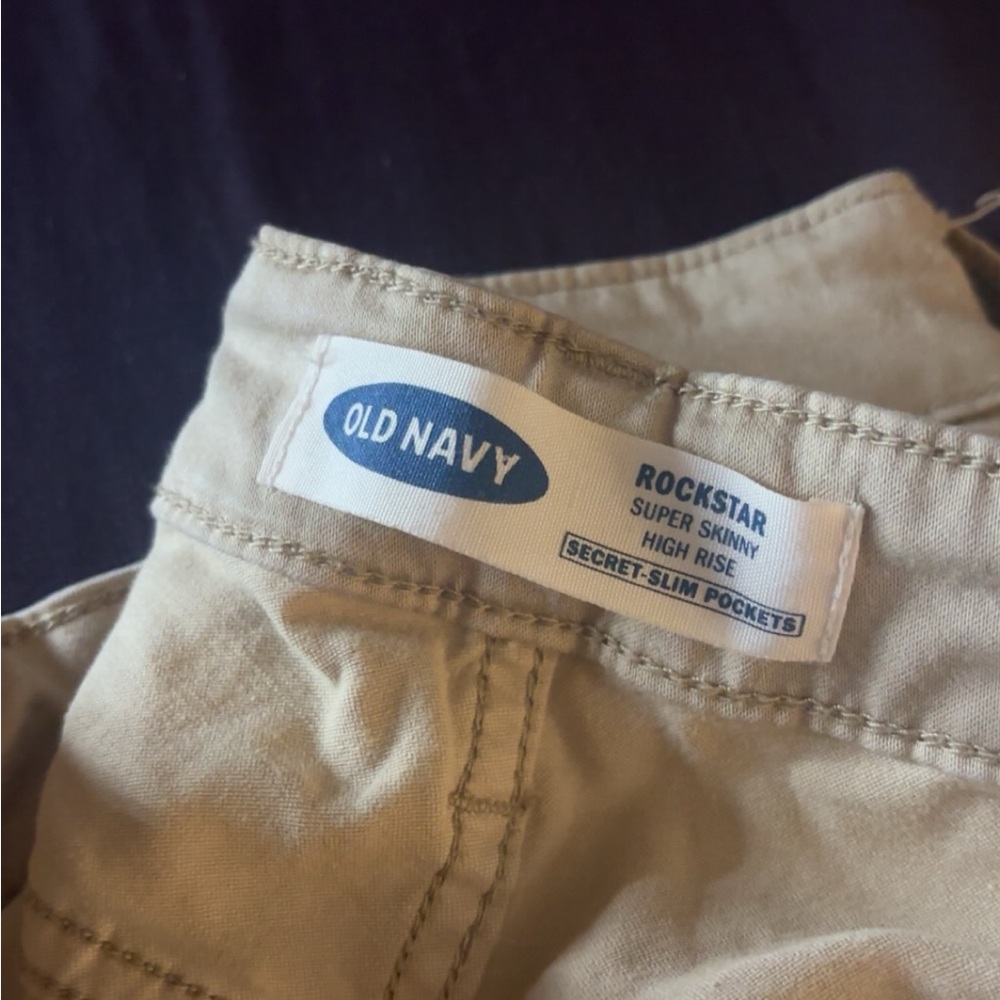 OLD NAVY
ROCKSTAR
SUPER SKINNY
HIGH RISE
SECRET-SLIM POCKETS